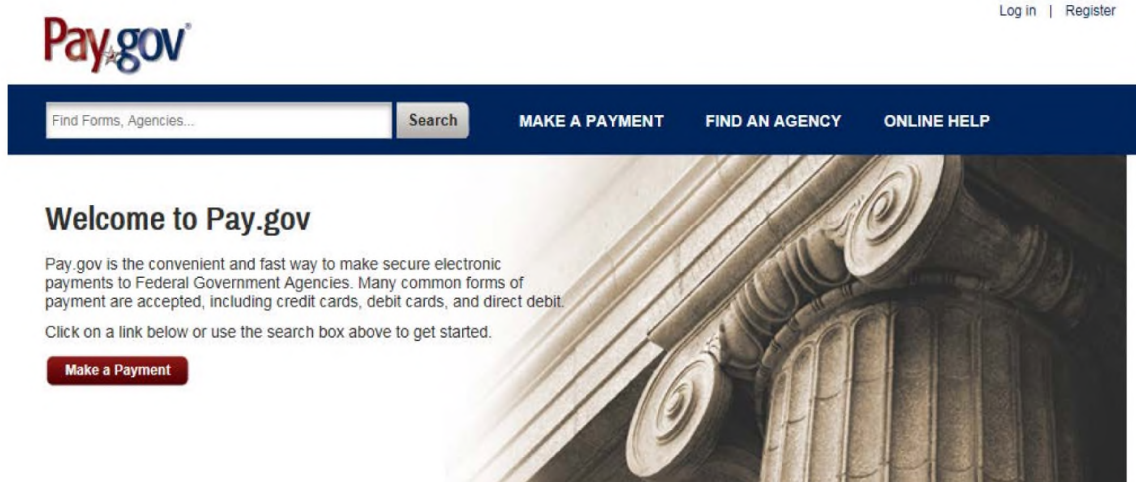 Log in | Register
Pay.gov
Find Forms, Agencies...
Search
MAKE A PAYMENT
FIND AN AGENCY
ONLINE HELP
Welcome to Pay.gov
Pay.gov is the convenient and fast way to make secure electronic
payments to Federal Government Agencies. Many common forms of
payment are accepted, including credit cards, debit cards, and direct debit.
Click on a link below or use the search box above to get started.
Make a Payment